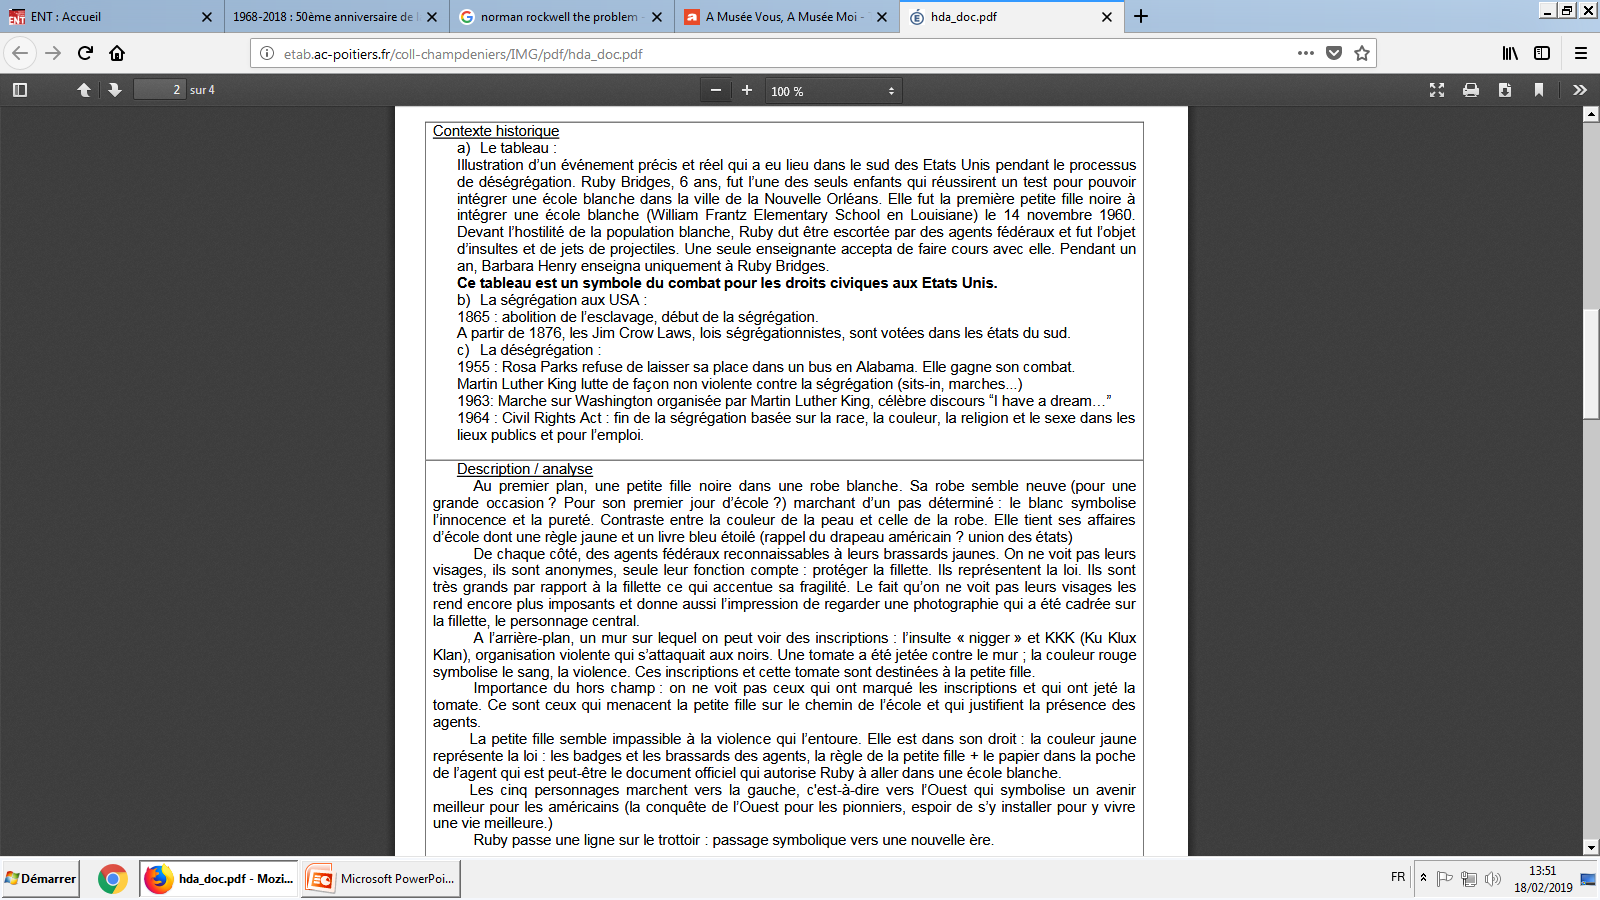 ENT : Accueil
1968-2018 : 50ème anniversaire de l
norman rockwell the problem -
A Musée Vous, A Musée Moi -
hda_doc.pdf
etab.ac-poitiers.fr/coll-champdeniers/IMG/pdf/hda_doc.pdf
2 sur 4
100 %
Contexte historique
a) Le tableau :
Illustration d’un événement précis et réel qui a eu lieu dans le sud des Etats Unis pendant le processus
de déségrégation. Ruby Bridges, 6 ans, fut l’une des seuls enfants qui réussirent un test pour pouvoir
intégrer une école blanche dans la ville de la Nouvelle Orléans. Elle fut la première petite fille noire à
intégrer une école blanche (William Frantz Elementary School en Louisiane) le 14 novembre 1960.
Devant l’hostilité de la population blanche, Ruby dut être escortée par des agents fédéraux et fut l’objet
d’insultes et de jets de projectiles. Une seule enseignante accepta de faire cours avec elle. Pendant un
an, Barbara Henry enseigna uniquement à Ruby Bridges.
Ce tableau est un symbole du combat pour les droits civiques aux Etats Unis.
b) La ségrégation aux USA :
1865 : abolition de l’esclavage, début de la ségrégation.
A partir de 1876, les Jim Crow Laws, lois ségrégationnistes, sont votées dans les états du sud.
c) La déségrégation :
1955 : Rosa Parks refuse de laisser sa place dans un bus en Alabama. Elle gagne son combat.
Martin Luther King lutte de façon non violente contre la ségrégation (sits-in, marches...)
1963: Marche sur Washington organisée par Martin Luther King, célèbre discours “I have a dream…”
1964 : Civil Rights Act : fin de la ségrégation basée sur la race, la couleur, la religion et le sexe dans les
lieux publics et pour l’emploi.
Description / analyse
Au premier plan, une petite fille noire dans une robe blanche. Sa robe semble neuve (pour une
grande occasion ? Pour son premier jour d’école ?) marchant d’un pas déterminé : le blanc symbolise
l’innocence et la pureté. Contraste entre la couleur de la peau et celle de la robe. Elle tient ses affaires
d’école dont une règle jaune et un livre bleu étoilé (rappel du drapeau américain ? union des états)
De chaque côté, des agents fédéraux reconnaissables à leurs brassards jaunes. On ne voit pas leurs
visages, ils sont anonymes, seule leur fonction compte : protéger la fillette. Ils représentent la loi. Ils sont
très grands par rapport à la fillette ce qui accentue sa fragilité. Le fait qu’on ne voit pas leurs visages les
rend encore plus imposants et donne aussi l’impression de regarder une photographie qui a été cadrée sur
la fillette, le personnage central.
A l’arrière-plan, un mur sur lequel on peut voir des inscriptions : l’insulte « nigger » et KKK (Ku Klux
Klan), organisation violente qui s’attaquait aux noirs. Une tomate a été jetée contre le mur ; la couleur rouge
symbolise le sang, la violence. Ces inscriptions et cette tomate sont destinées à la petite fille.
Importance du hors champ : on ne voit pas ceux qui ont marqué les inscriptions et qui ont jeté la
tomate. Ce sont ceux qui menacent la petite fille sur le chemin de l’école et qui justifient la présence des
agents.
La petite fille semble impassible à la violence qui l’entoure. Elle est dans son droit : la couleur jaune
représente la loi : les badges et les brassards des agents, la règle de la petite fille + le papier dans la poche
de l’agent qui est peut-être le document officiel qui autorise Ruby à aller dans une école blanche.
Les cinq personnages marchent vers la gauche, c'est-à-dire vers l’Ouest qui symbolise un avenir
meilleur pour les américains (la conquête de l’Ouest pour les pionniers, espoir de s’y installer pour y vivre
une vie meilleure.)
Ruby passe une ligne sur le trottoir : passage symbolique vers une nouvelle ère.
Démarrer
hda_doc.pdf - Mozi...
Microsoft PowerPoi...
FR
13:51
18/02/2019